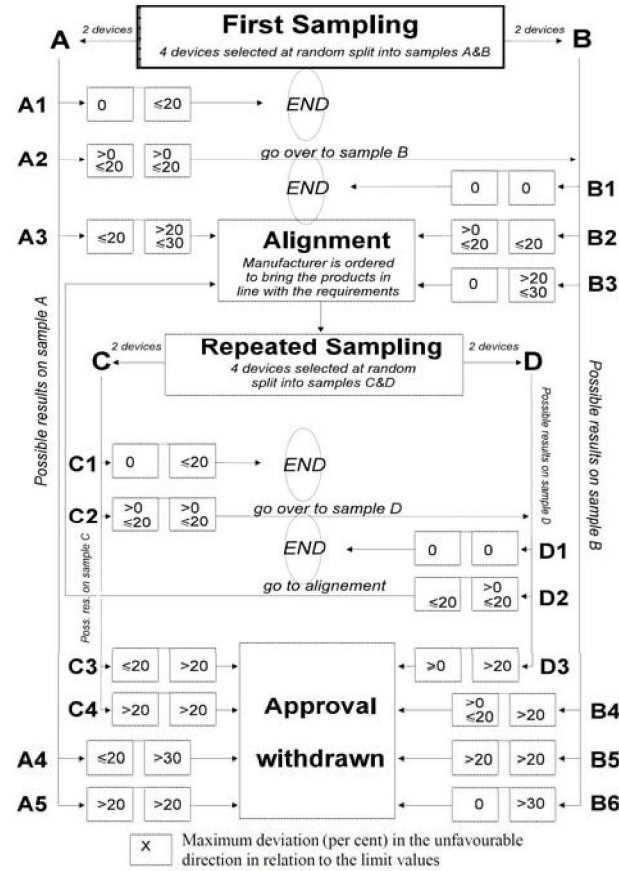 A
2 devices
First Sampling
4 devices selected at random split into samples A&B
2 devices
B
A1
0
≤20
END
A2
>0
≤20
>0
≤20
go over to sample B
END
0
0
B1
A3
≤20
>20
≤30
Alignment
Manufacturer is ordered
to bring the products in
line with the requirements
>0
≤20
≤20
B2
0
>20
≤30
B3
Possible results on sample A
2 devices
C
Repeated Sampling
4 devices selected at random
split into samples C&D
2 devices
D
Possible results on sample D
Possible results on sample B
C1
0
≤20
END
C2
>0
≤20
>0
≤20
go over to sample D
END
0
0
D1
Poss. res. on sample C
go to alignement
≤20
>0
≤20
D2
C3
≤20
>20
Approval
withdrawn
≥0
>20
D3
C4
>20
>20
>0
≤20
>20
B4
A4
≤20
>30
>20
>20
B5
A5
>20
>20
0
>30
B6
X
Maximum deviation (per cent) in the unfavourable
direction in relation to the limit values